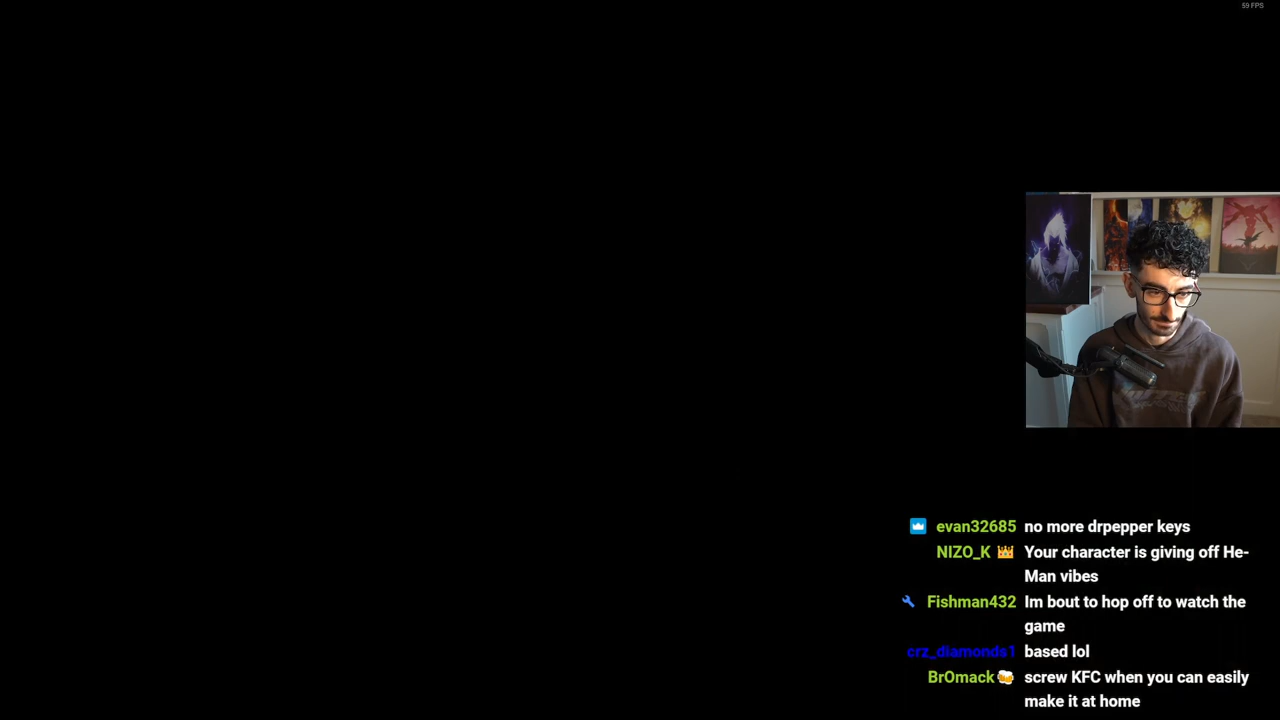 59 FPS
evan32685 no more drpepper keys
NIZO_K Your character is giving off He-
Man vibes
Fishman432 Im bout to hop off to watch the
game
crz_diamonds1 based lol
BrOmack screw KFC when you can easily
make it at home